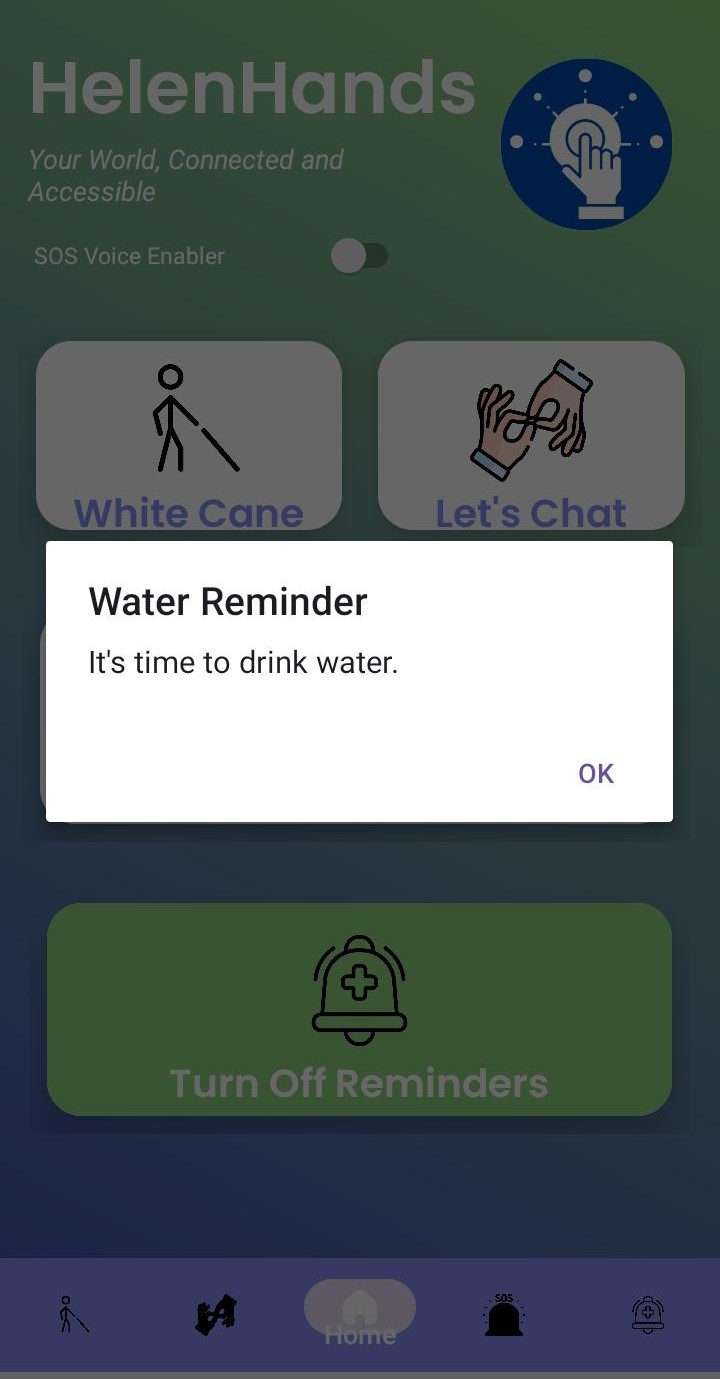 HelenHands
Your World, Connected and
Accessible
SOS Voice Enabler
White Cane
Let's Chat
Water Reminder
It's time to drink water.
OK
Turn Off Reminders
SOS
Home